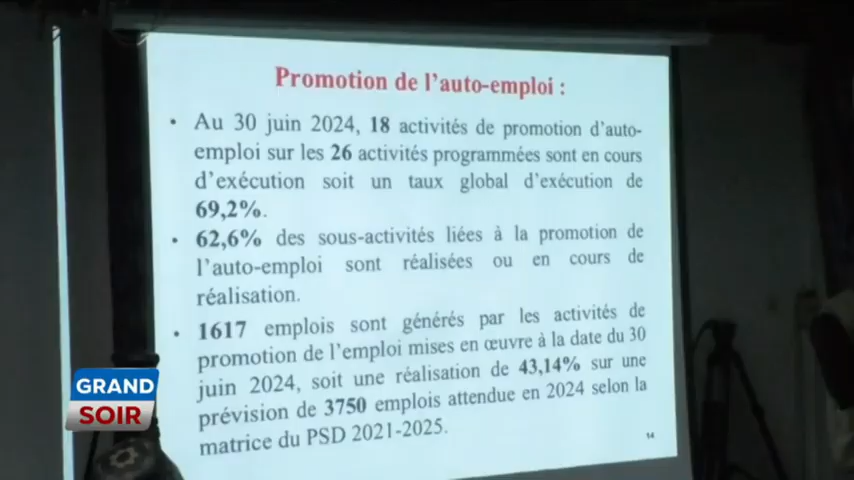 Promotion de l'auto-emploi :
• Au 30 juin 2024, 18 activités de promotion d'auto-
emploi sur les 26 activités programmées sont en cours
d'exécution soit un taux global d'exécution de
69,2%.
• 62,6% des sous-activités liées à la promotion de
l'auto-emploi sont réalisées ou en cours de
réalisation.
• 1617 emplois sont générés par les activités de
promotion de l'emploi mises en œuvre à la date du 30
juin 2024, soit une réalisation de 43,14% sur une
prévision de 3750 emplois attendue en 2024 selon la
matrice du PSD 2021-2025.
14
GRAND
SOIR